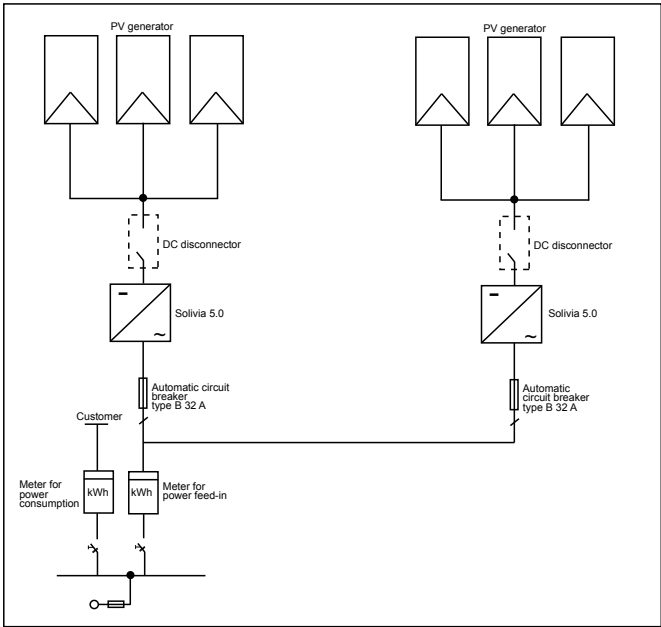 PV generator
PV generator
DC disconnector
DC disconnector
Solivia 5.0
Solivia 5.0
Automatic circuit
breaker
type B 32 A
Automatic
circuit breaker
type B 32 A
Customer
Meter for
power
consumption
kWh
kWh
Meter for
power feed-in